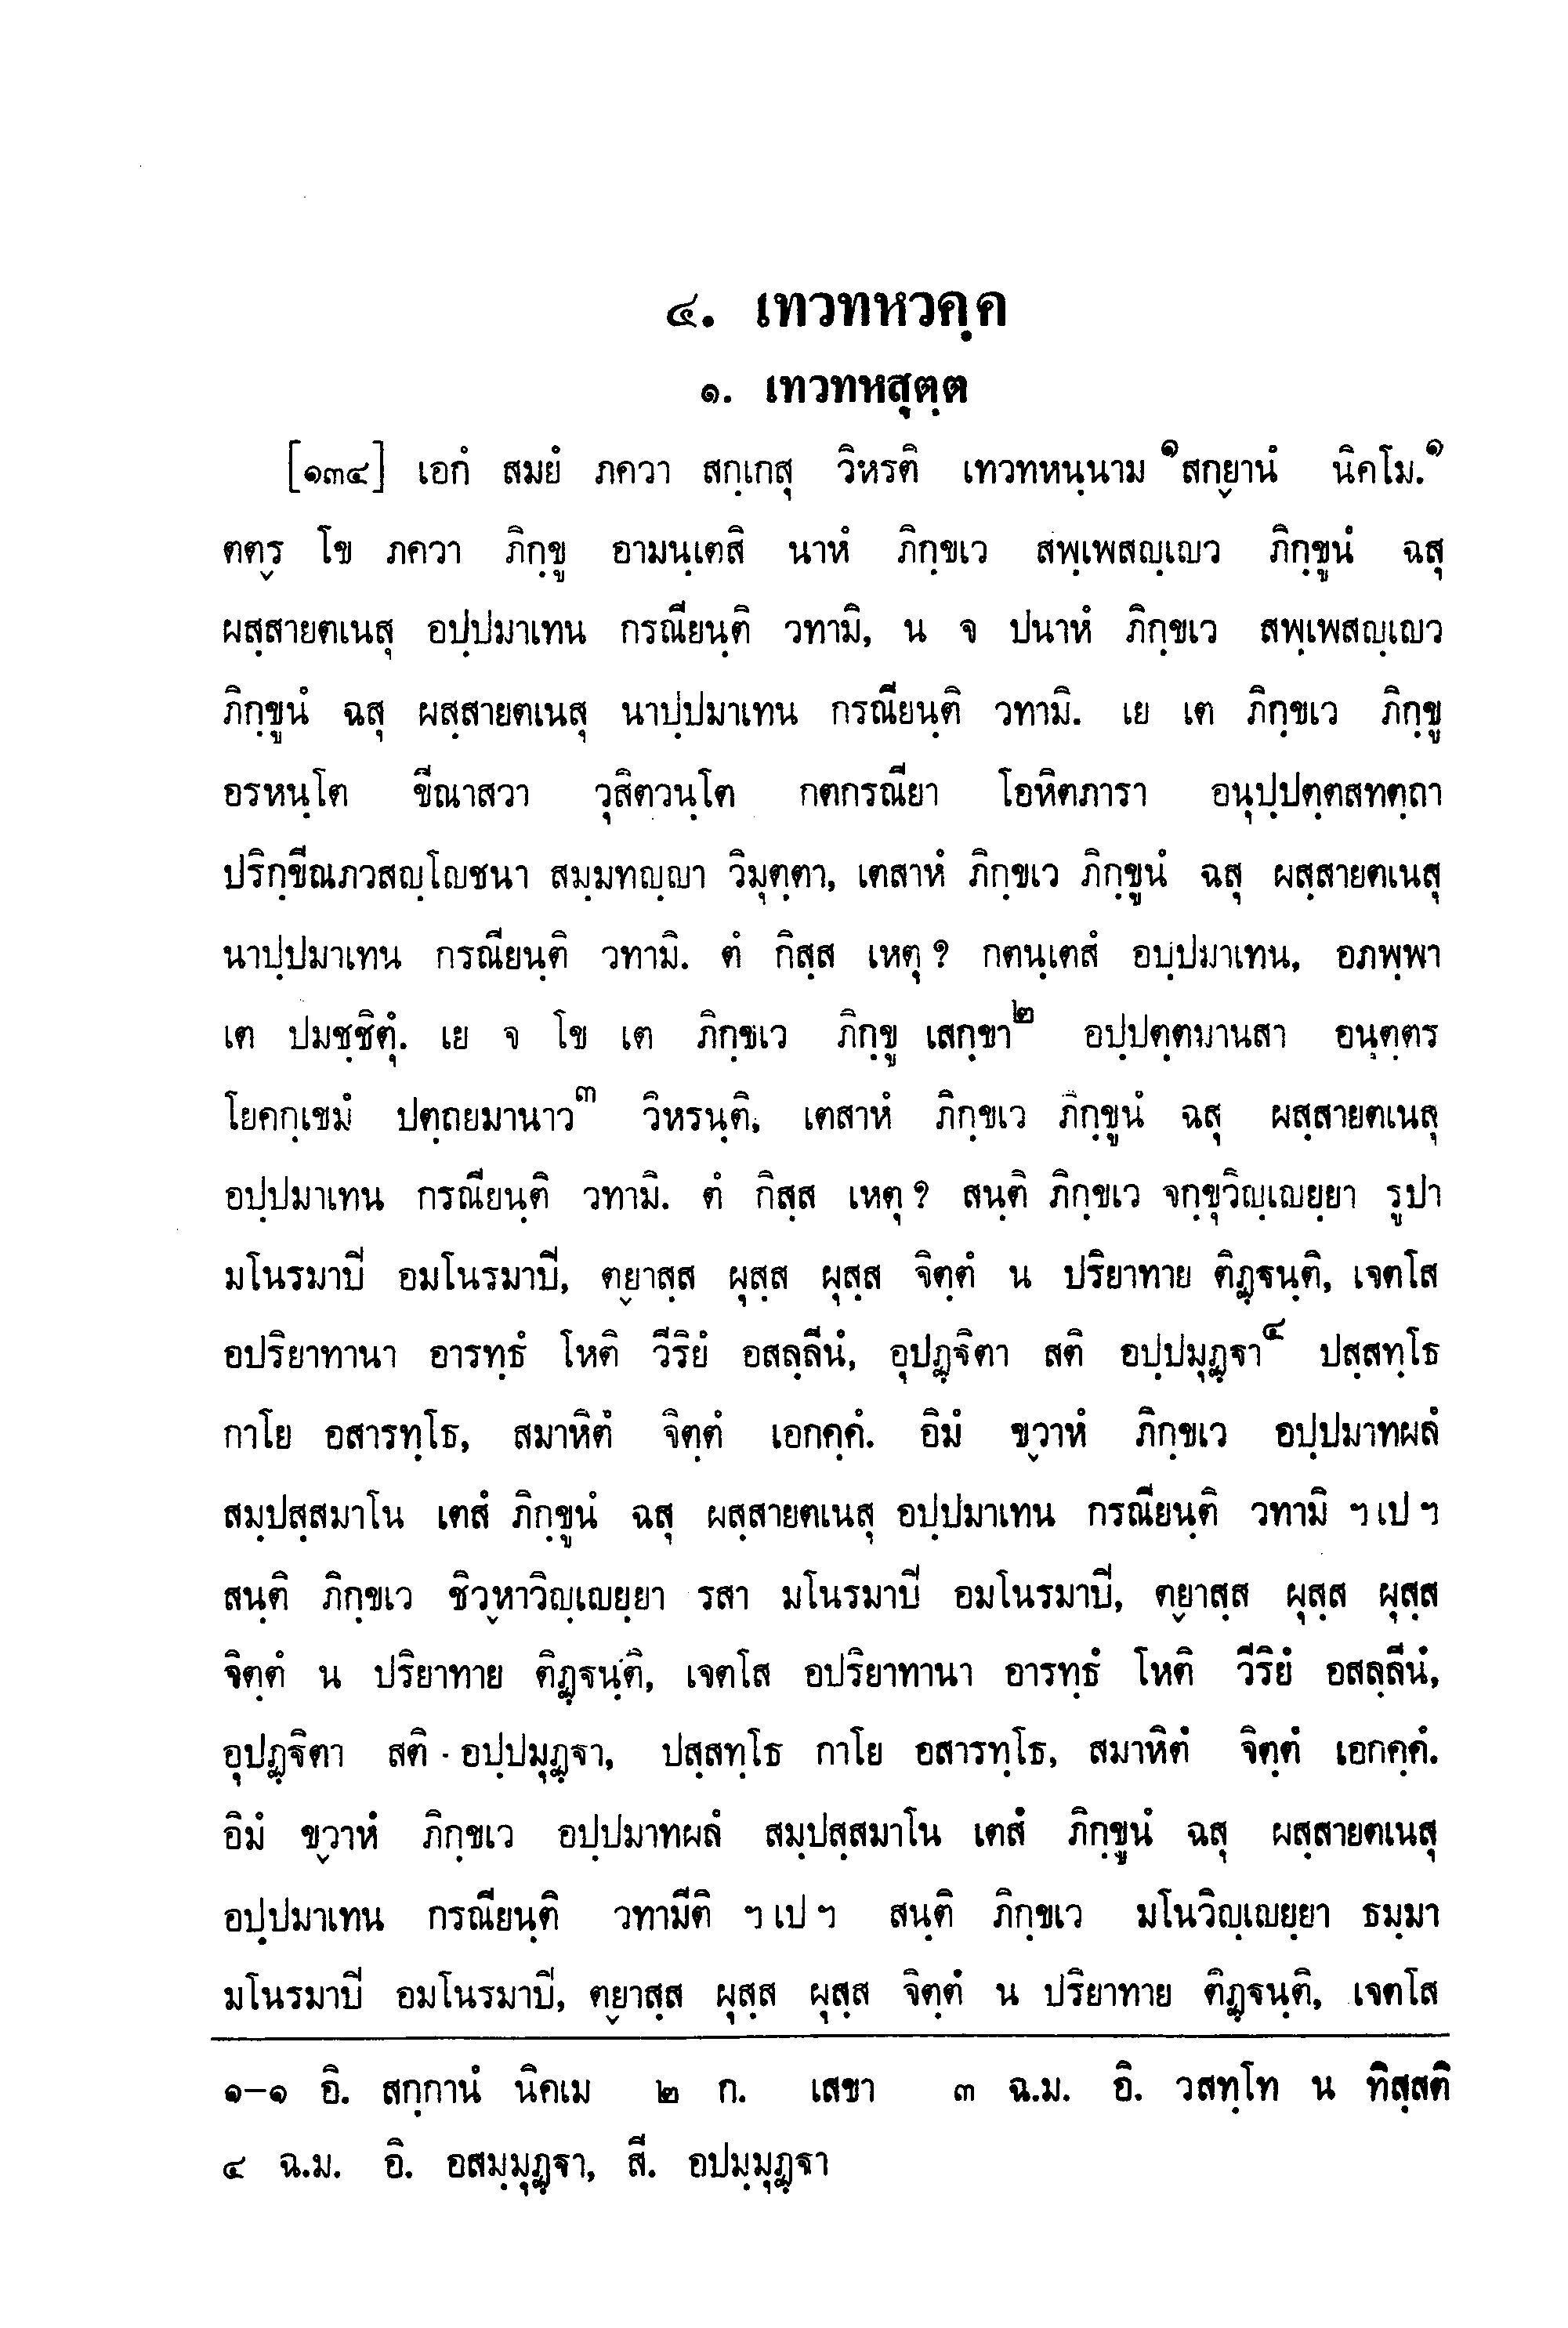 ๔. เทวทหวคฺค
๑. เทวทหสุตฺต
[๑๓๔] เอกํ สมยํ ภควา สกฺเกสุ วิหรติ เทวทหนฺนาม ๑สกฺยานํ นิคโม.๑
ตตฺร โข ภควา ภิกฺขู อามนฺเตสิ นาหํ ภิกฺขเว สพฺเพสญฺเญว ภิกฺขูนํ ฉสุ
ผสฺสายตเนสุ อปฺปมาเทน กรณียนฺติ วทามิ, น จ ปนาหํ ภิกฺขเว สพฺเพสญฺเญว
ภิกฺขูนํ ฉสุ ผสฺสายตเนสุ นาปฺปมาเทน กรณียนฺติ วทามิ. เย เต ภิกฺขเว ภิกฺขู
อรหนฺโต ขีณาสวา วุสิตวนฺโต กตกรณียา โอหิตภารา อนุปฺปตฺตสทตฺถา
ปริกฺขีณภวสญฺโญชนา สมฺมทญฺญา วิมุตฺตา, เตสาหํ ภิกฺขเว ภิกฺขูนํ ฉสุ ผสฺสายตเนสุ
นาปฺปมาเทน กรณียนฺติ วทามิ. ตํ กิสฺส เหตุ ? กตนฺเตสํ อปฺปมาเทน, อภพฺพา
เต ปมชฺชิตุํ. เย จ โข เต ภิกฺขเว ภิกฺขู เสกฺขา๒ อปฺปตฺตมานสา อนุตฺตร
โยคกฺเขมํ ปตฺถยมานาว๓ วิหรนฺติ, เตสาหํ ภิกฺขเว ภิกฺขูนํ ฉสุ ผสฺสายตเนสุ
อปฺปมาเทน กรณียนฺติ วทามิ. ตํ กิสฺส เหตุ ? สนฺติ ภิกฺขเว จกฺขุวิญฺเญยฺยา รูปา
มโนรมาปี อมโนรมาปี, ตฺยาสฺส ผุสฺส ผุสฺส จิตฺตํ น ปริยาทาย ติฏฺฐนฺติ, เจตโส
อปริยาทานา อารทฺธํ โหติ วีริยํ อสลฺลีนํ, อุปฏฺฐิตา สติ อปฺปมุฏฺฐา๔ ปสฺสทฺโธ
กาโย อสารทฺโธ, สมาหิตํ จิตฺตํ เอกคฺคํ. อิมํ ขฺวาหํ ภิกฺขเว อปฺปมาทผลํ
สมฺปสฺสมาโน เตสํ ภิกฺขูนํ ฉสุ ผสฺสายตเนสุ อปฺปมาเทน กรณียนฺติ วทามิ ฯ เป ฯ
สนฺติ ภิกฺขเว ชิวฺหาวิญฺเญยฺยา รสา มโนรมาปี อมโนรมาปี, ตฺยาสฺส ผุสฺส ผุสฺส
จิตฺตํ น ปริยาทาย ติฏฺฐนฺติ, เจตโส อปริยาทานา อารทฺธํ โหติ วีริยํ อสลฺลีนํ,
อุปฏฺฐิตา สติ อปฺปมุฏฺฐา, ปสฺสทฺโธ กาโย อสารทฺโธ, สมาหิตํ จิตฺตํ เอกคฺคํ.
อิมํ ขฺวาหํ ภิกฺขเว อปฺปมาทผลํ สมฺปสฺสมาโน เตสํ ภิกฺขูนํ ฉสุ ผสฺสายตเนสุ
อปฺปมาเทน กรณียนฺติ วทามีติ ฯ เป ฯ สนฺติ ภิกฺขเว มโนวิญฺเญยฺยา ธมฺมา
มโนรมาปี อมโนรมาปี, ตฺยาสฺส ผุสฺส ผุสฺส จิตฺตํ น ปริยาทาย ติฏฺฐนฺติ, เจตโส
๑–๑ อิ. สกฺกานํ นิคเม ๒ ก. เสขา ๓ ฉ.ม. อิ. วสทฺโท น ทิสฺสติ
๔ ฉ.ม. อิ. อสมฺมุฏฺฐา, สี. อปมฺมุฏฺฐา